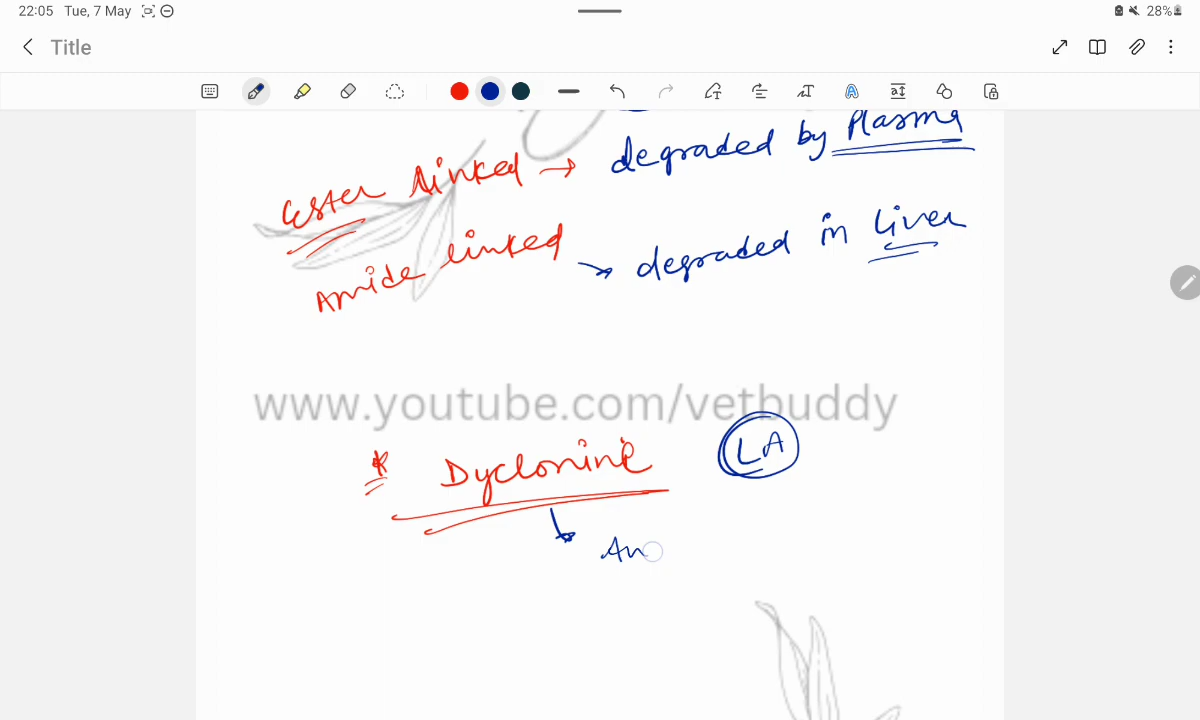 22:05 Tue, 7 May 28%
Title
Ester linked → degraded by Plasma
Amide linked → degraded in Liver
www.youtube.com/vetbuddy
* Dyclonine LA
An